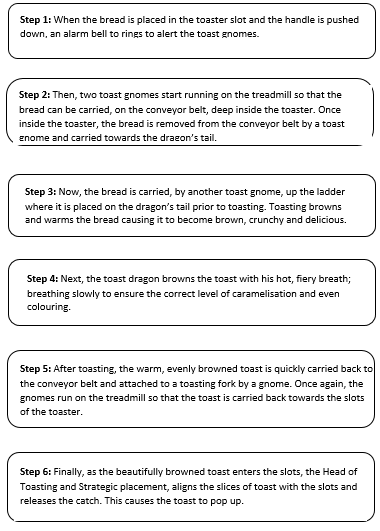 Step 1: When the bread is placed in the toaster slot and the handle is pushed
down, an alarm bell to rings to alert the toast gnomes.
Step 2: Then, two toast gnomes start running on the treadmill so that the
bread can be carried, on the conveyor belt, deep inside the toaster. Once
inside the toaster, the bread is removed from the conveyor belt by a toast
gnome and carried towards the dragon's tail.
Step 3: Now, the bread is carried, by another toast gnome, up the ladder
where it is placed on the dragon's tail prior to toasting. Toasting browns
and warms the bread causing it to become brown, crunchy and delicious.
Step 4: Next, the toast dragon browns the toast with his hot, fiery breath;
breathing slowly to ensure the correct level of caramelisation and even
colouring.
Step 5: After toasting, the warm, evenly browned toast is quickly carried back to
the conveyor belt and attached to a toasting fork by a gnome. Once again, the
gnomes run on the treadmill so that the toast is carried back towards the slots
of the toaster.
Step 6: Finally, as the beautifully browned toast enters the slots, the Head of
Toasting and Strategic placement, aligns the slices of toast with the slots and
releases the catch. This causes the toast to pop up.